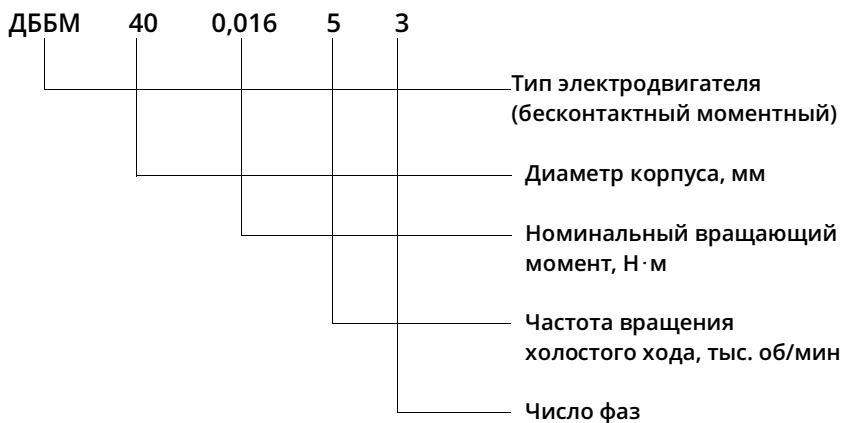 ДББМ 40 0,016 5 3
Тип электродвигателя
(бесконтактный моментный)
Диаметр корпуса, мм
Номинальный вращающий
момент, Н·м
Частота вращения
холостого хода, тыс. об/мин
Число фаз